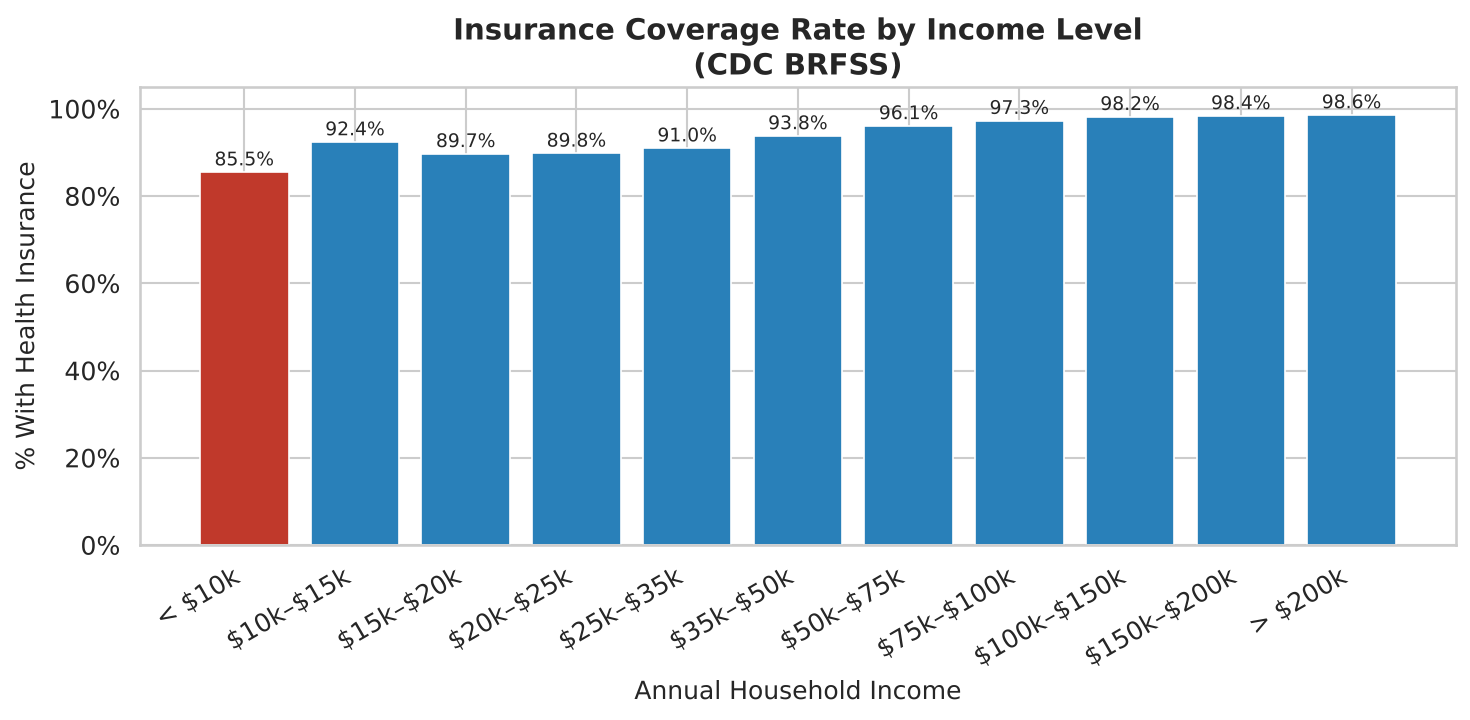 Insurance Coverage Rate by Income Level
(CDC BRFSS)
% With Health Insurance
100%
80%
60%
40%
20%
0%
85.5%
92.4%
89.7%
89.8%
91.0%
93.8%
96.1%
97.3%
98.2%
98.4%
98.6%
< $10k
$10k–$15k
$15k–$20k
$20k–$25k
$25k–$35k
$35k–$50k
$50k–$75k
$75k–$100k
$100k–$150k
$150k–$200k
> $200k
Annual Household Income